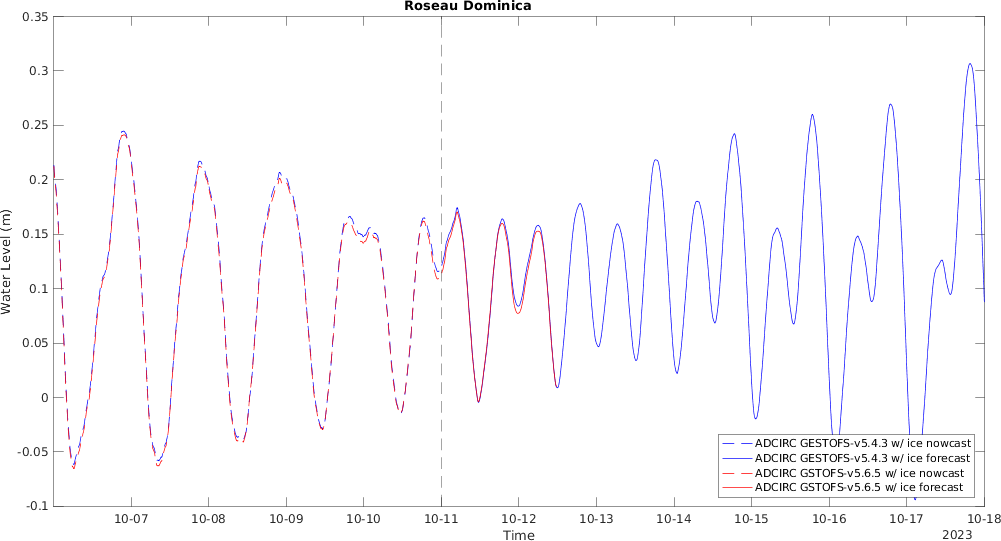 Roseau Dominica
0.35
0.3
0.25
0.2
0.15
0.1
0.05
0
-0.05
-0.1
Water Level (m)
10-07 10-08 10-09 10-10 10-11 10-12 10-13 10-14 10-15 10-16 10-17 10-18
2023
Time
ADCIRC GESTOFS-v5.4.3 w/ ice nowcast
ADCIRC GESTOFS-v5.4.3 w/ ice forecast
ADCIRC GSTOFS-v5.6.5 w/ ice nowcast
ADCIRC GSTOFS-v5.6.5 w/ ice forecast